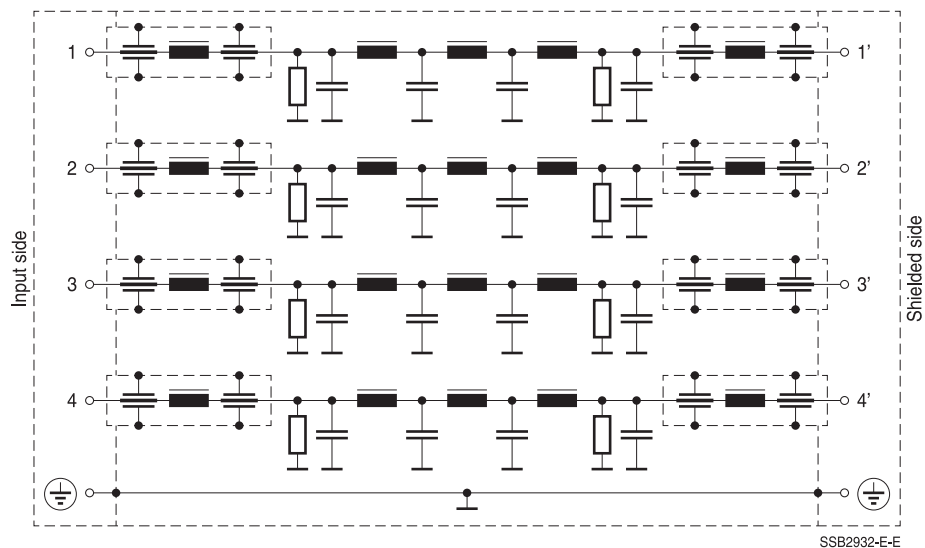 1
1'
2
2'
Input side
Shielded side
3
3'
4
4'
SSB2932-E-E